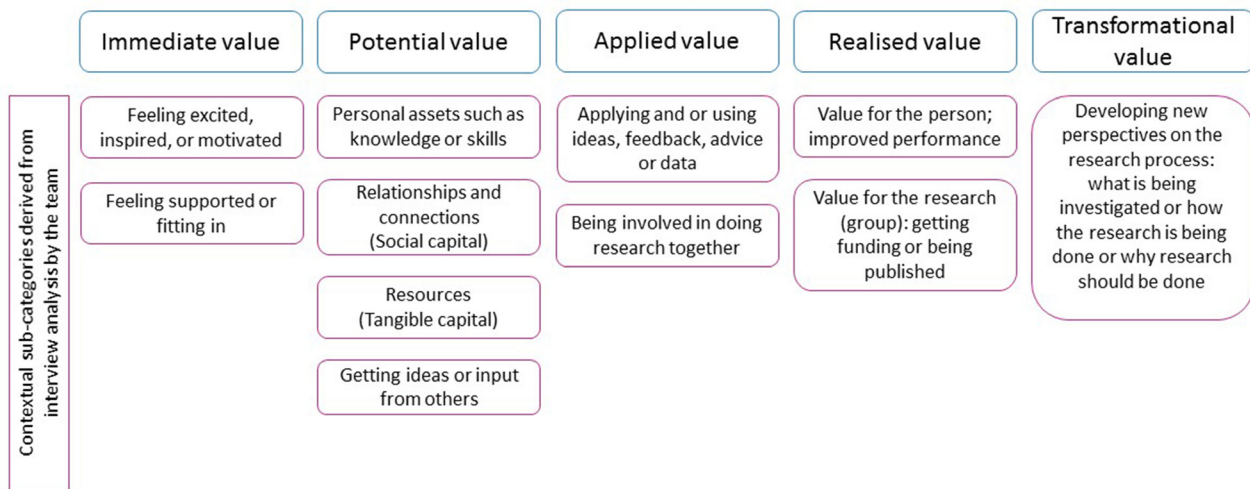 Immediate value
Potential value
Applied value
Realised value
Transformational
value
Contextual sub-categories derived from
interview analysis by the team
Feeling excited,
inspired, or motivated
Feeling supported or
fitting in
Personal assets such as
knowledge or skills
Relationships and
connections
(Social capital)
Resources
(Tangible capital)
Getting ideas or input
from others
Applying and or using
ideas, feedback, advice
or data
Being involved in doing
research together
Value for the person;
improved performance
Value for the research
(group): getting
funding or being
published
Developing new
perspectives on the
research process:
what is being
investigated or how
the research is being
done or why research
should be done